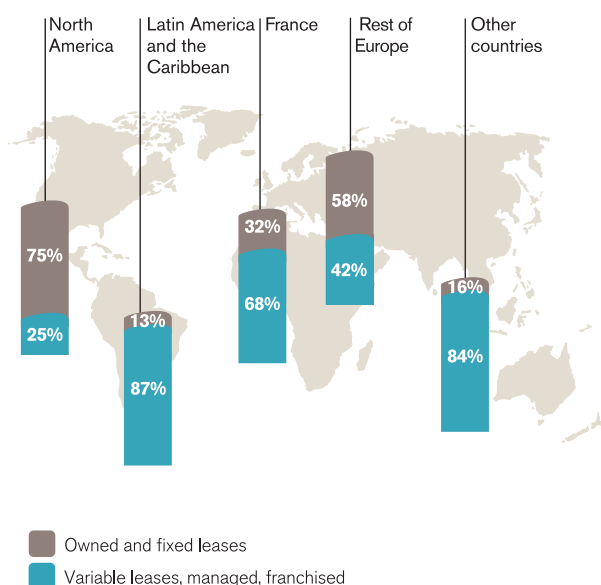 North
America
Latin America
and the
Caribbean
France
Rest of
Europe
Other
countries
75%
25%
13%
87%
32%
68%
58%
42%
16%
84%
Owned and fixed leases
Variable leases, managed, franchised